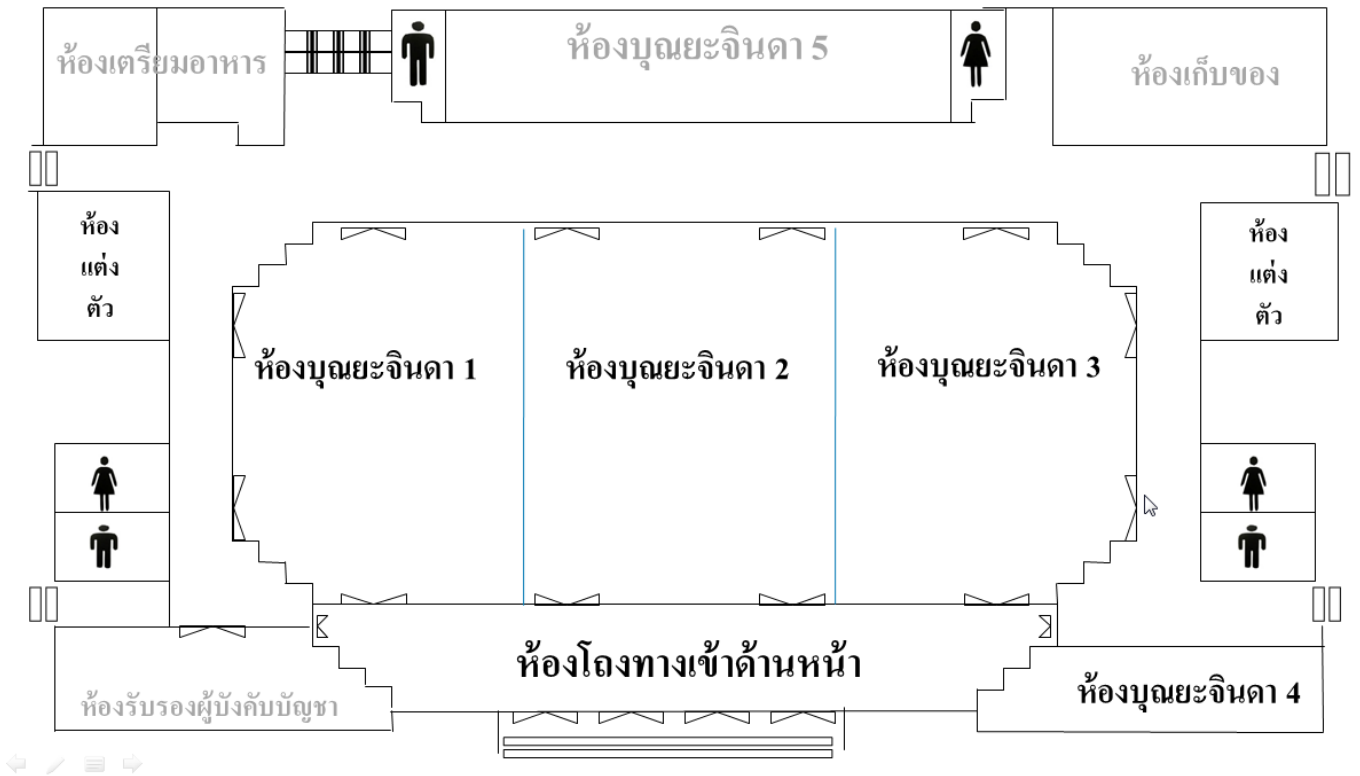 ห้องเตรียมอาหาร
ห้องบุณยะจินดา 5
ห้องเก็บของ
ห้อง
แต่ง
ตัว
ห้อง
แต่ง
ตัว
ห้องบุณยะจินดา 1
ห้องบุณยะจินดา 2
ห้องบุณยะจินดา 3
ห้องโถงทางเข้าด้านหน้า
ห้องรับรองผู้บังคับบัญชา
ห้องบุณยะจินดา 4